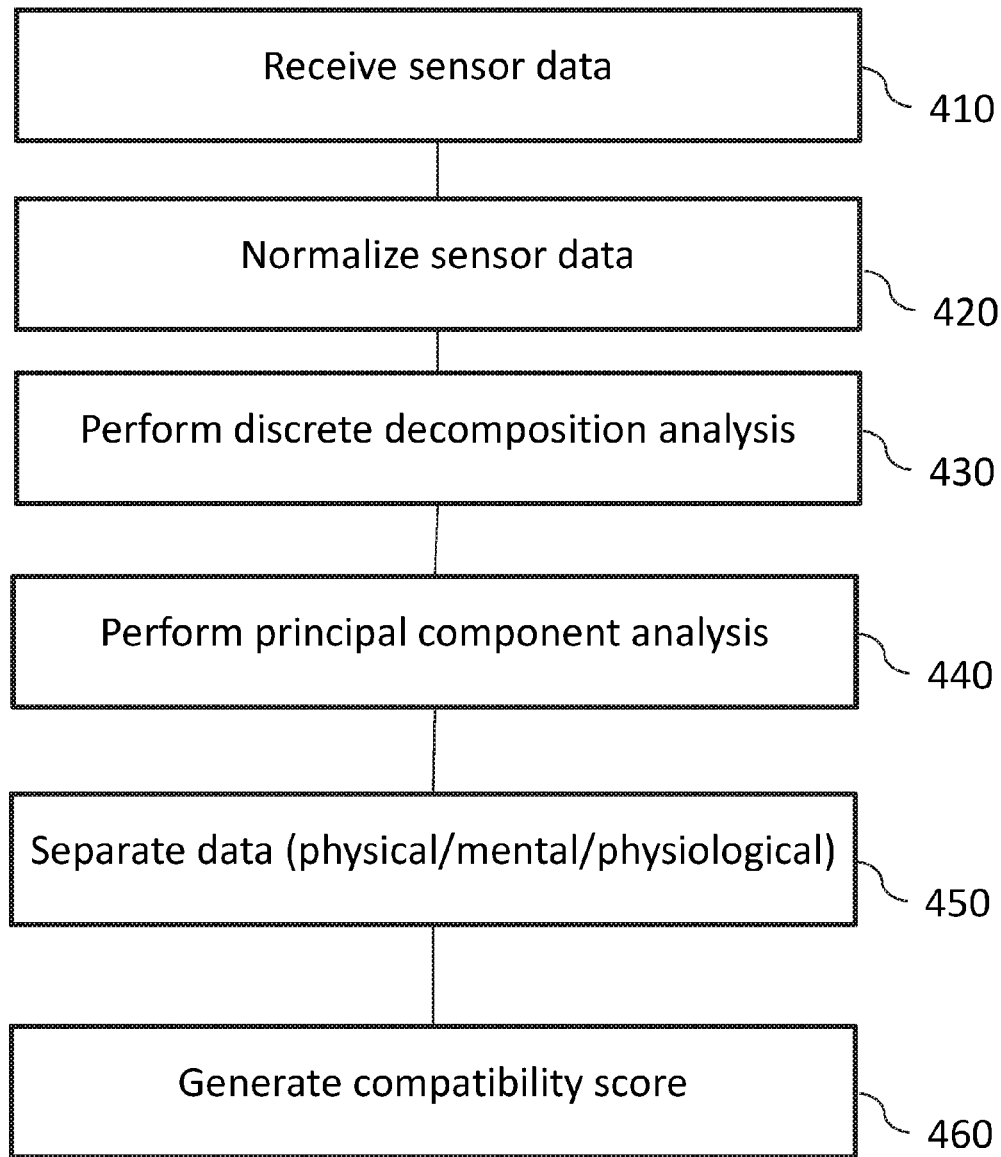 Receive sensor data
410
Normalize sensor data
420
Perform discrete decomposition analysis
430
Perform principal component analysis
440
Separate data (physical/mental/physiological)
450
Generate compatibility score
460